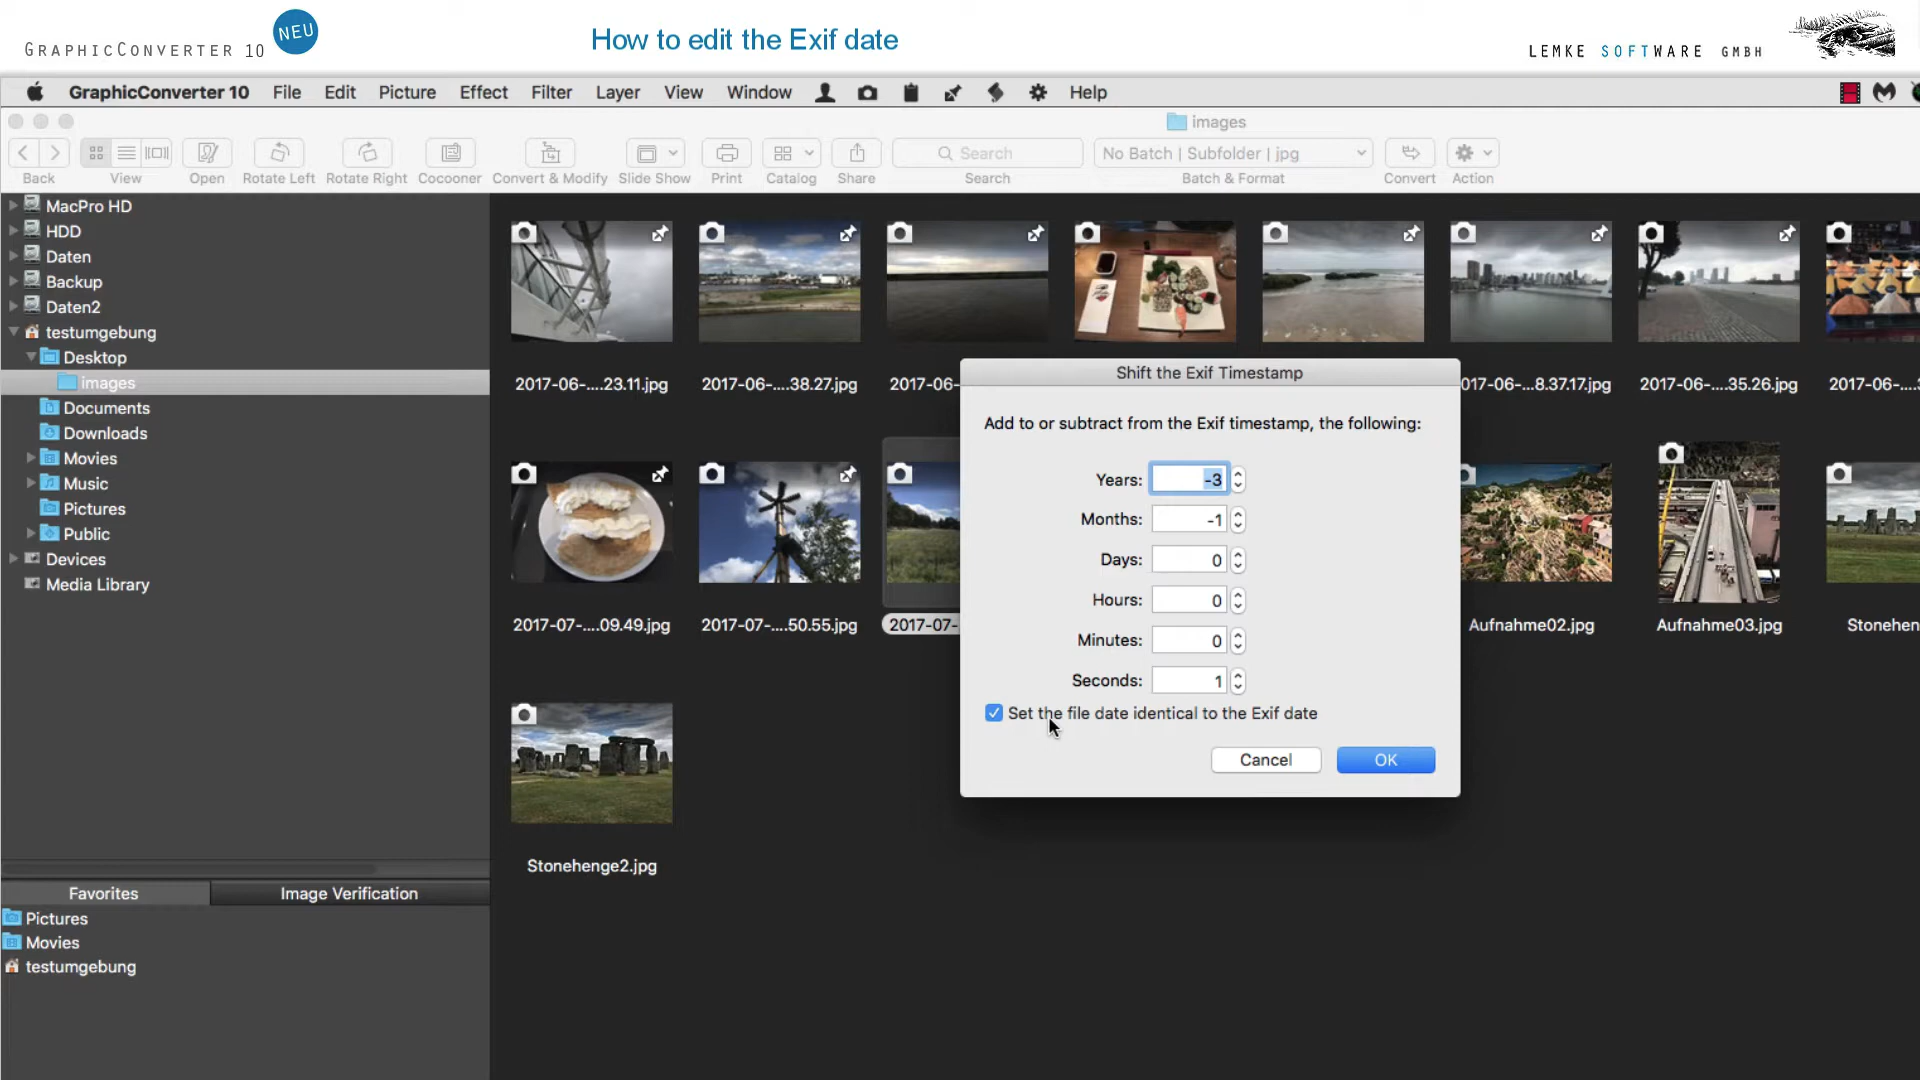 GRAPHICCONVERTER 10
NEU
How to edit the Exif date
LEMKE SOFTWARE GMBH
GraphicConverter 10 File Edit Picture Effect Filter Layer View Window Help
images
Search
No Batch | Subfolder | jpg
Back View Open Rotate Left Rotate Right Cocooner Convert & Modify Slide Show Print Catalog Share Search Batch & Format Convert Action
MacPro HD
HDD
Daten
Backup
Daten2
testumgebung
Desktop
images
Documents
Downloads
Movies
Music
Pictures
Public
Devices
Media Library
2017-06-....23.11.jpg
2017-06-....38.27.jpg
2017-06-
017-06-...8.37.17.jpg
2017-06-....35.26.jpg
2017-06-...
2017-07-....09.49.jpg
2017-07-....50.55.jpg
2017-07-
Aufnahme02.jpg
Aufnahme03.jpg
Stonehen
Stonehenge2.jpg
Shift the Exif Timestamp
Add to or subtract from the Exif timestamp, the following:
Years: -3
Months: -1
Days: 0
Hours: 0
Minutes: 0
Seconds: 1
Set the file date identical to the Exif date
Cancel OK
Favorites Image Verification
Pictures
Movies
testumgebung